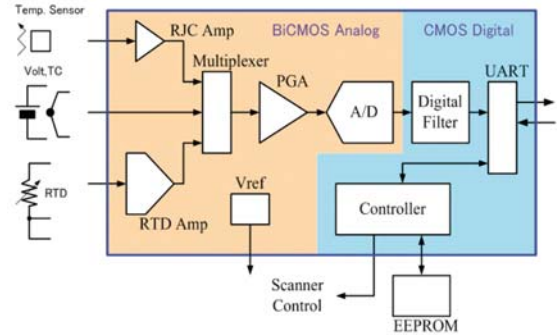 Temp. Sensor
RJC Amp
BiCMOS Analog
CMOS Digital
Volt,TC
Multiplexer
PGA
UART
A/D
Digital
Filter
RTD
RTD Amp
Vref
Controller
Scanner
Control
EEPROM